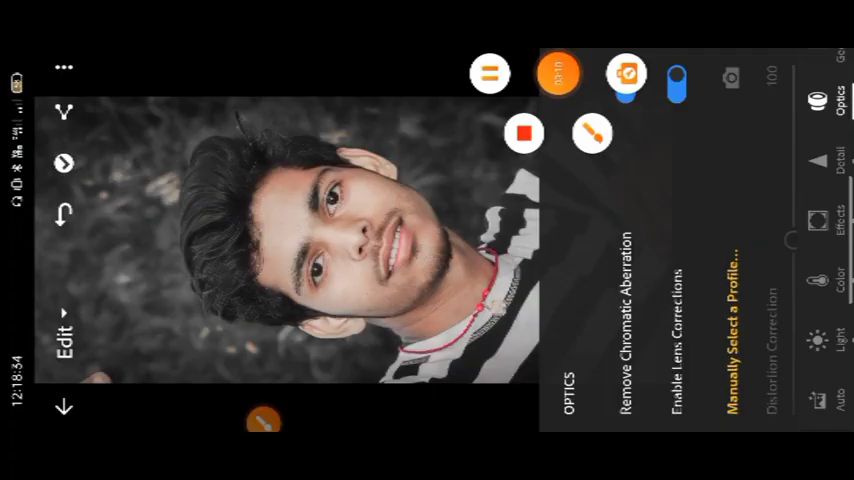 12:18:34
Edit
03:10
OPTICS
Remove Chromatic Aberration
Enable Lens Corrections
Manually Select a Profile...
Distortion Correction
100
Auto
Light
Color
Effects
Detail
Optics
Ge